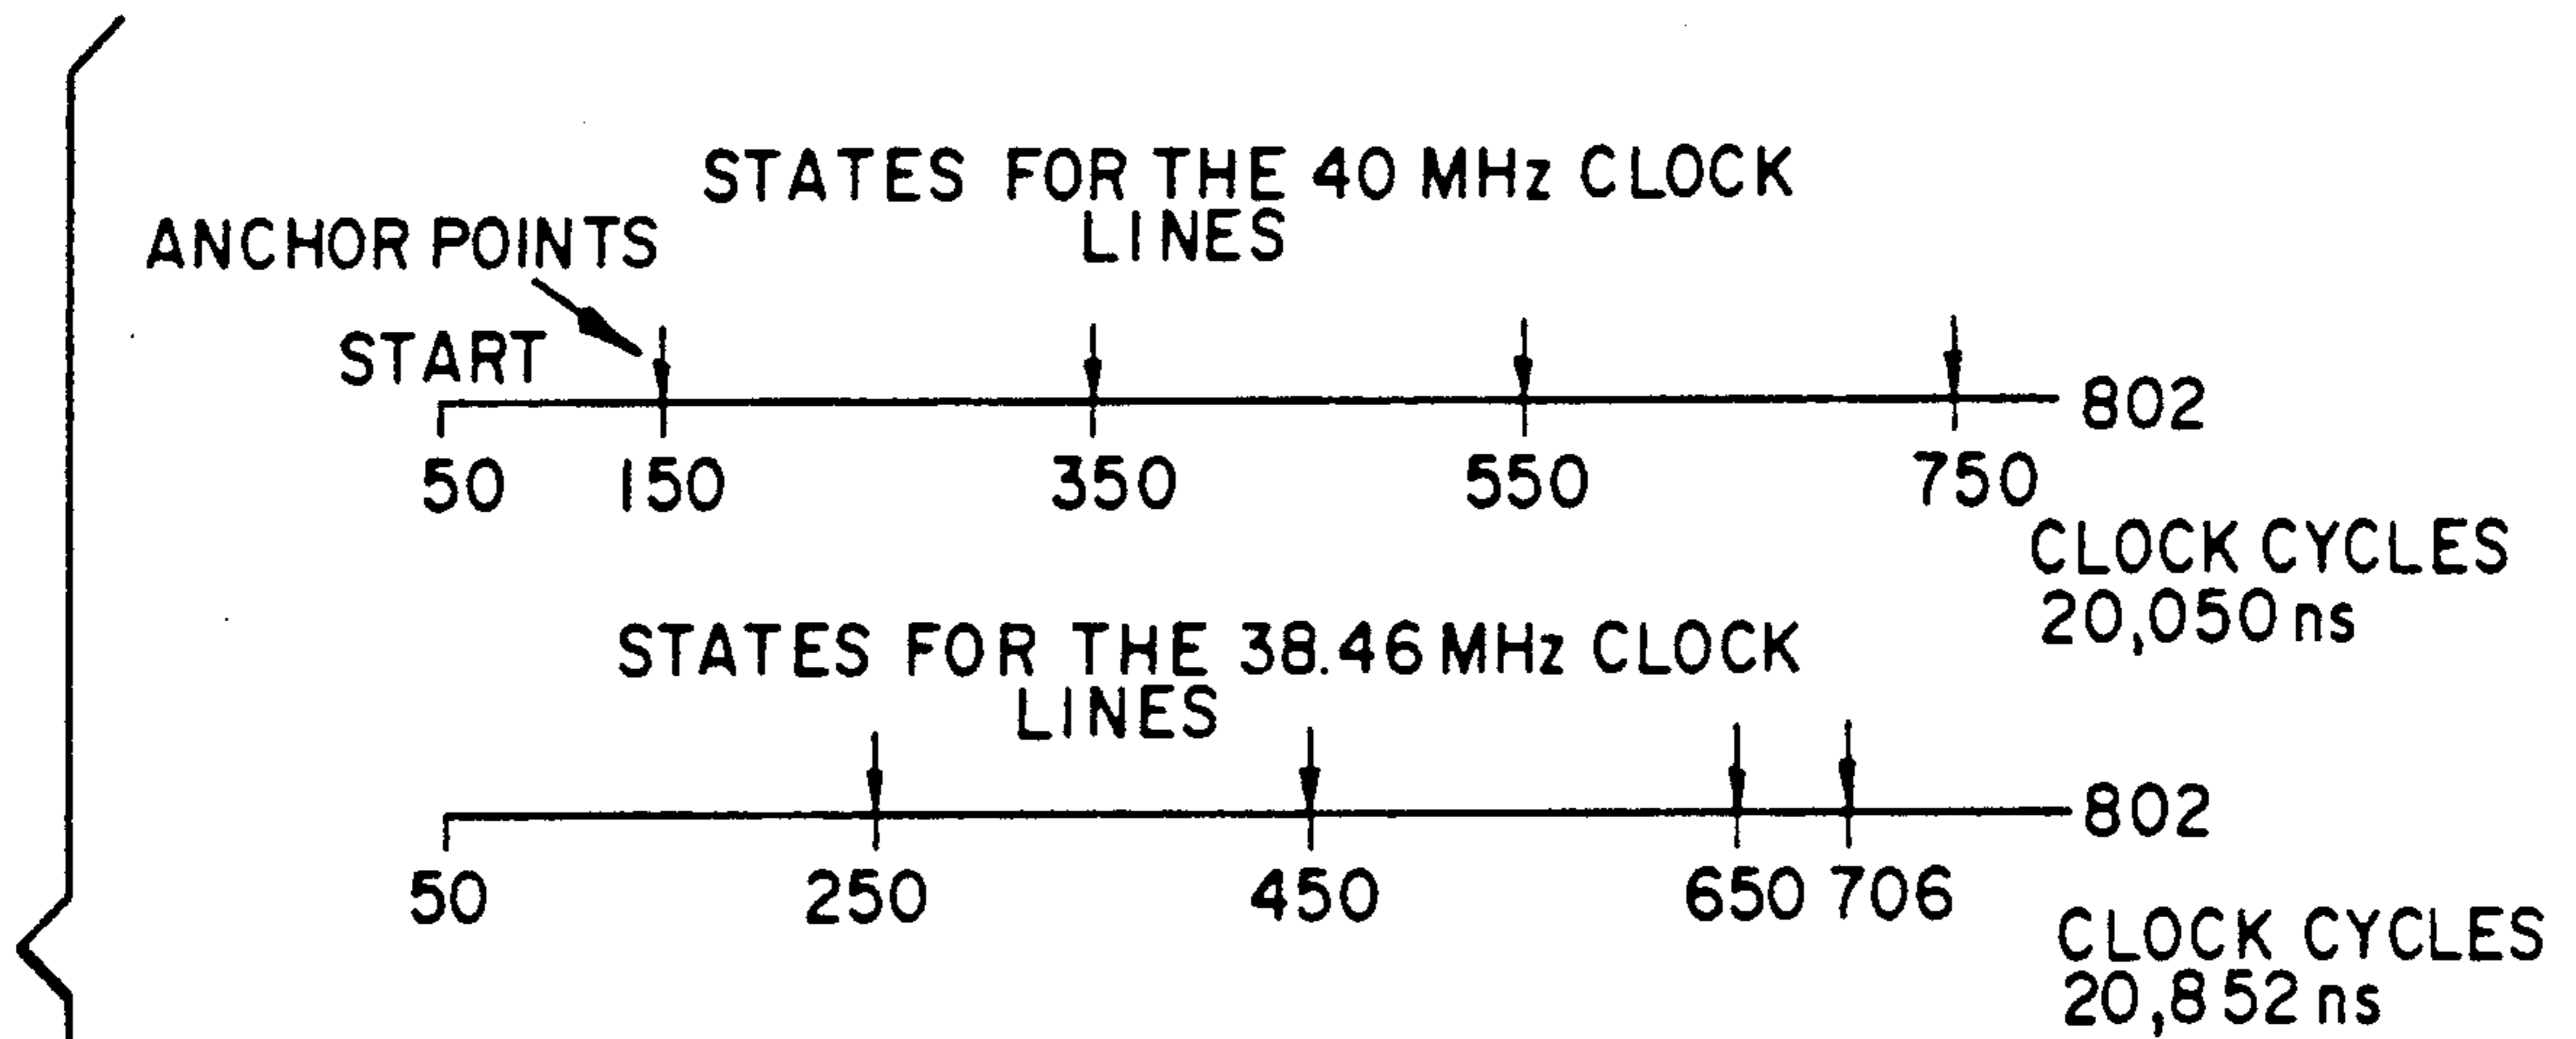 STATES FOR THE 40 MHz CLOCK
LINES
ANCHOR POINTS
START
802
50 150 350 550 750
CLOCK CYCLES
20,050 ns
STATES FOR THE 38.46 MHz CLOCK
LINES
802
50 250 450 650 706
CLOCK CYCLES
20,852 ns